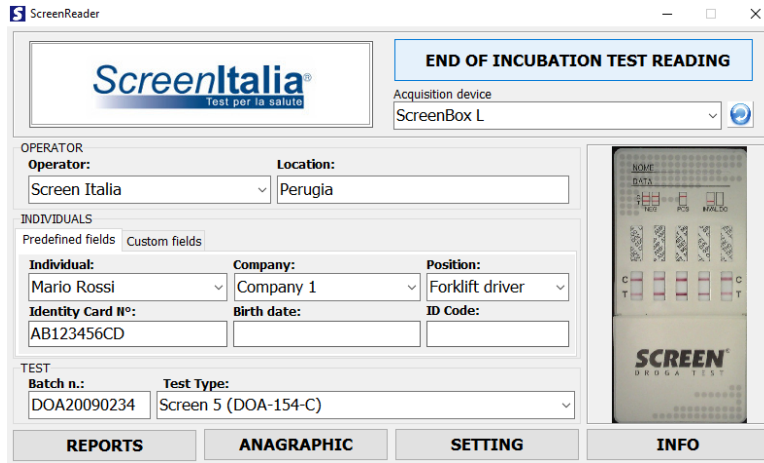 ScreenReader
ScreenItalia®
Test per la salute
END OF INCUBATION TEST READING
Acquisition device
ScreenBox L
OPERATOR
Operator: Location:
Screen Italia Perugia
INDIVIDUALS
Predefined fields Custom fields
Individual: Company: Position:
Mario Rossi Company 1 Forklift driver
Identity Card N°: Birth date: ID Code:
AB123456CD
TEST
Batch n.: Test Type:
DOA20090234 Screen 5 (DOA-154-C)
NOME
DATA
C
T
NEG POS INVALIDO
C C
T T
SCREEN®
DROGA TEST
REPORTS ANAGRAPHIC SETTING INFO